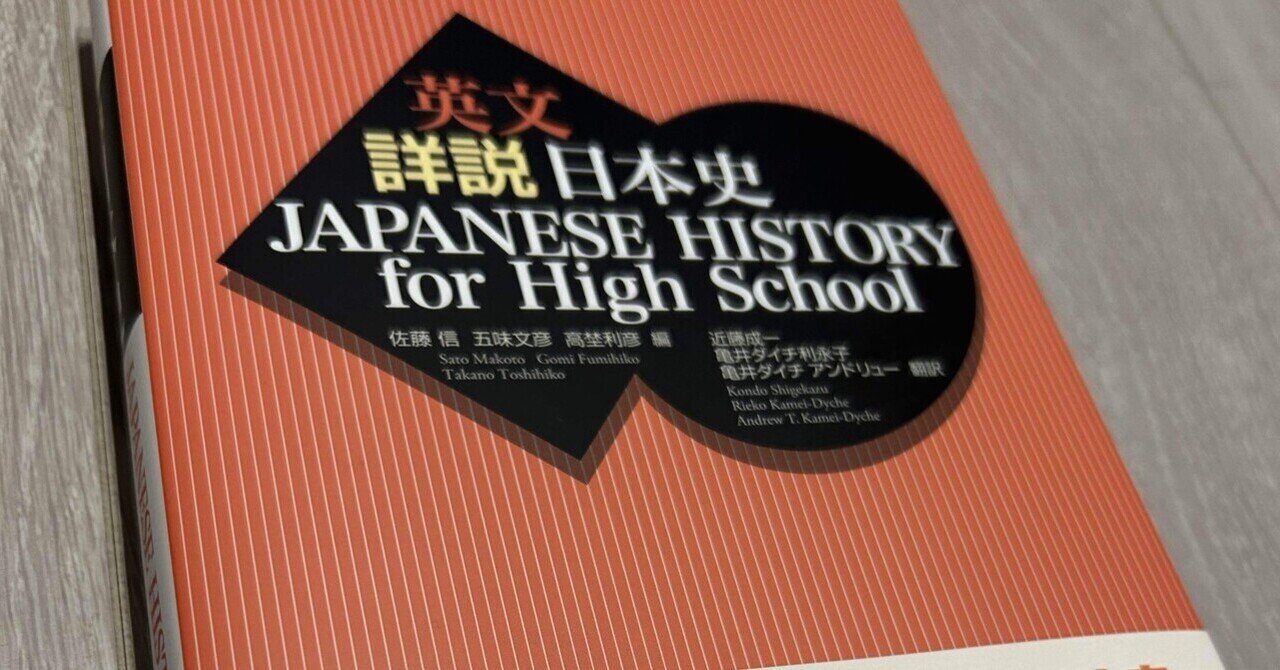 英文
詳説 日本史
JAPANESE HISTORY
for High School
佐藤 信 五味文彦 高埜利彦 編
Sato Makoto Gomi Fumihiko
Takano Toshihiko
近藤成一
亀井ダイチ利永子
亀井ダイチ アンドリュー 翻訳
Kondo Shigekazu
Rieko Kamei-Dyche
Andrew T. Kamei-Dyche
JAPANESE HIST